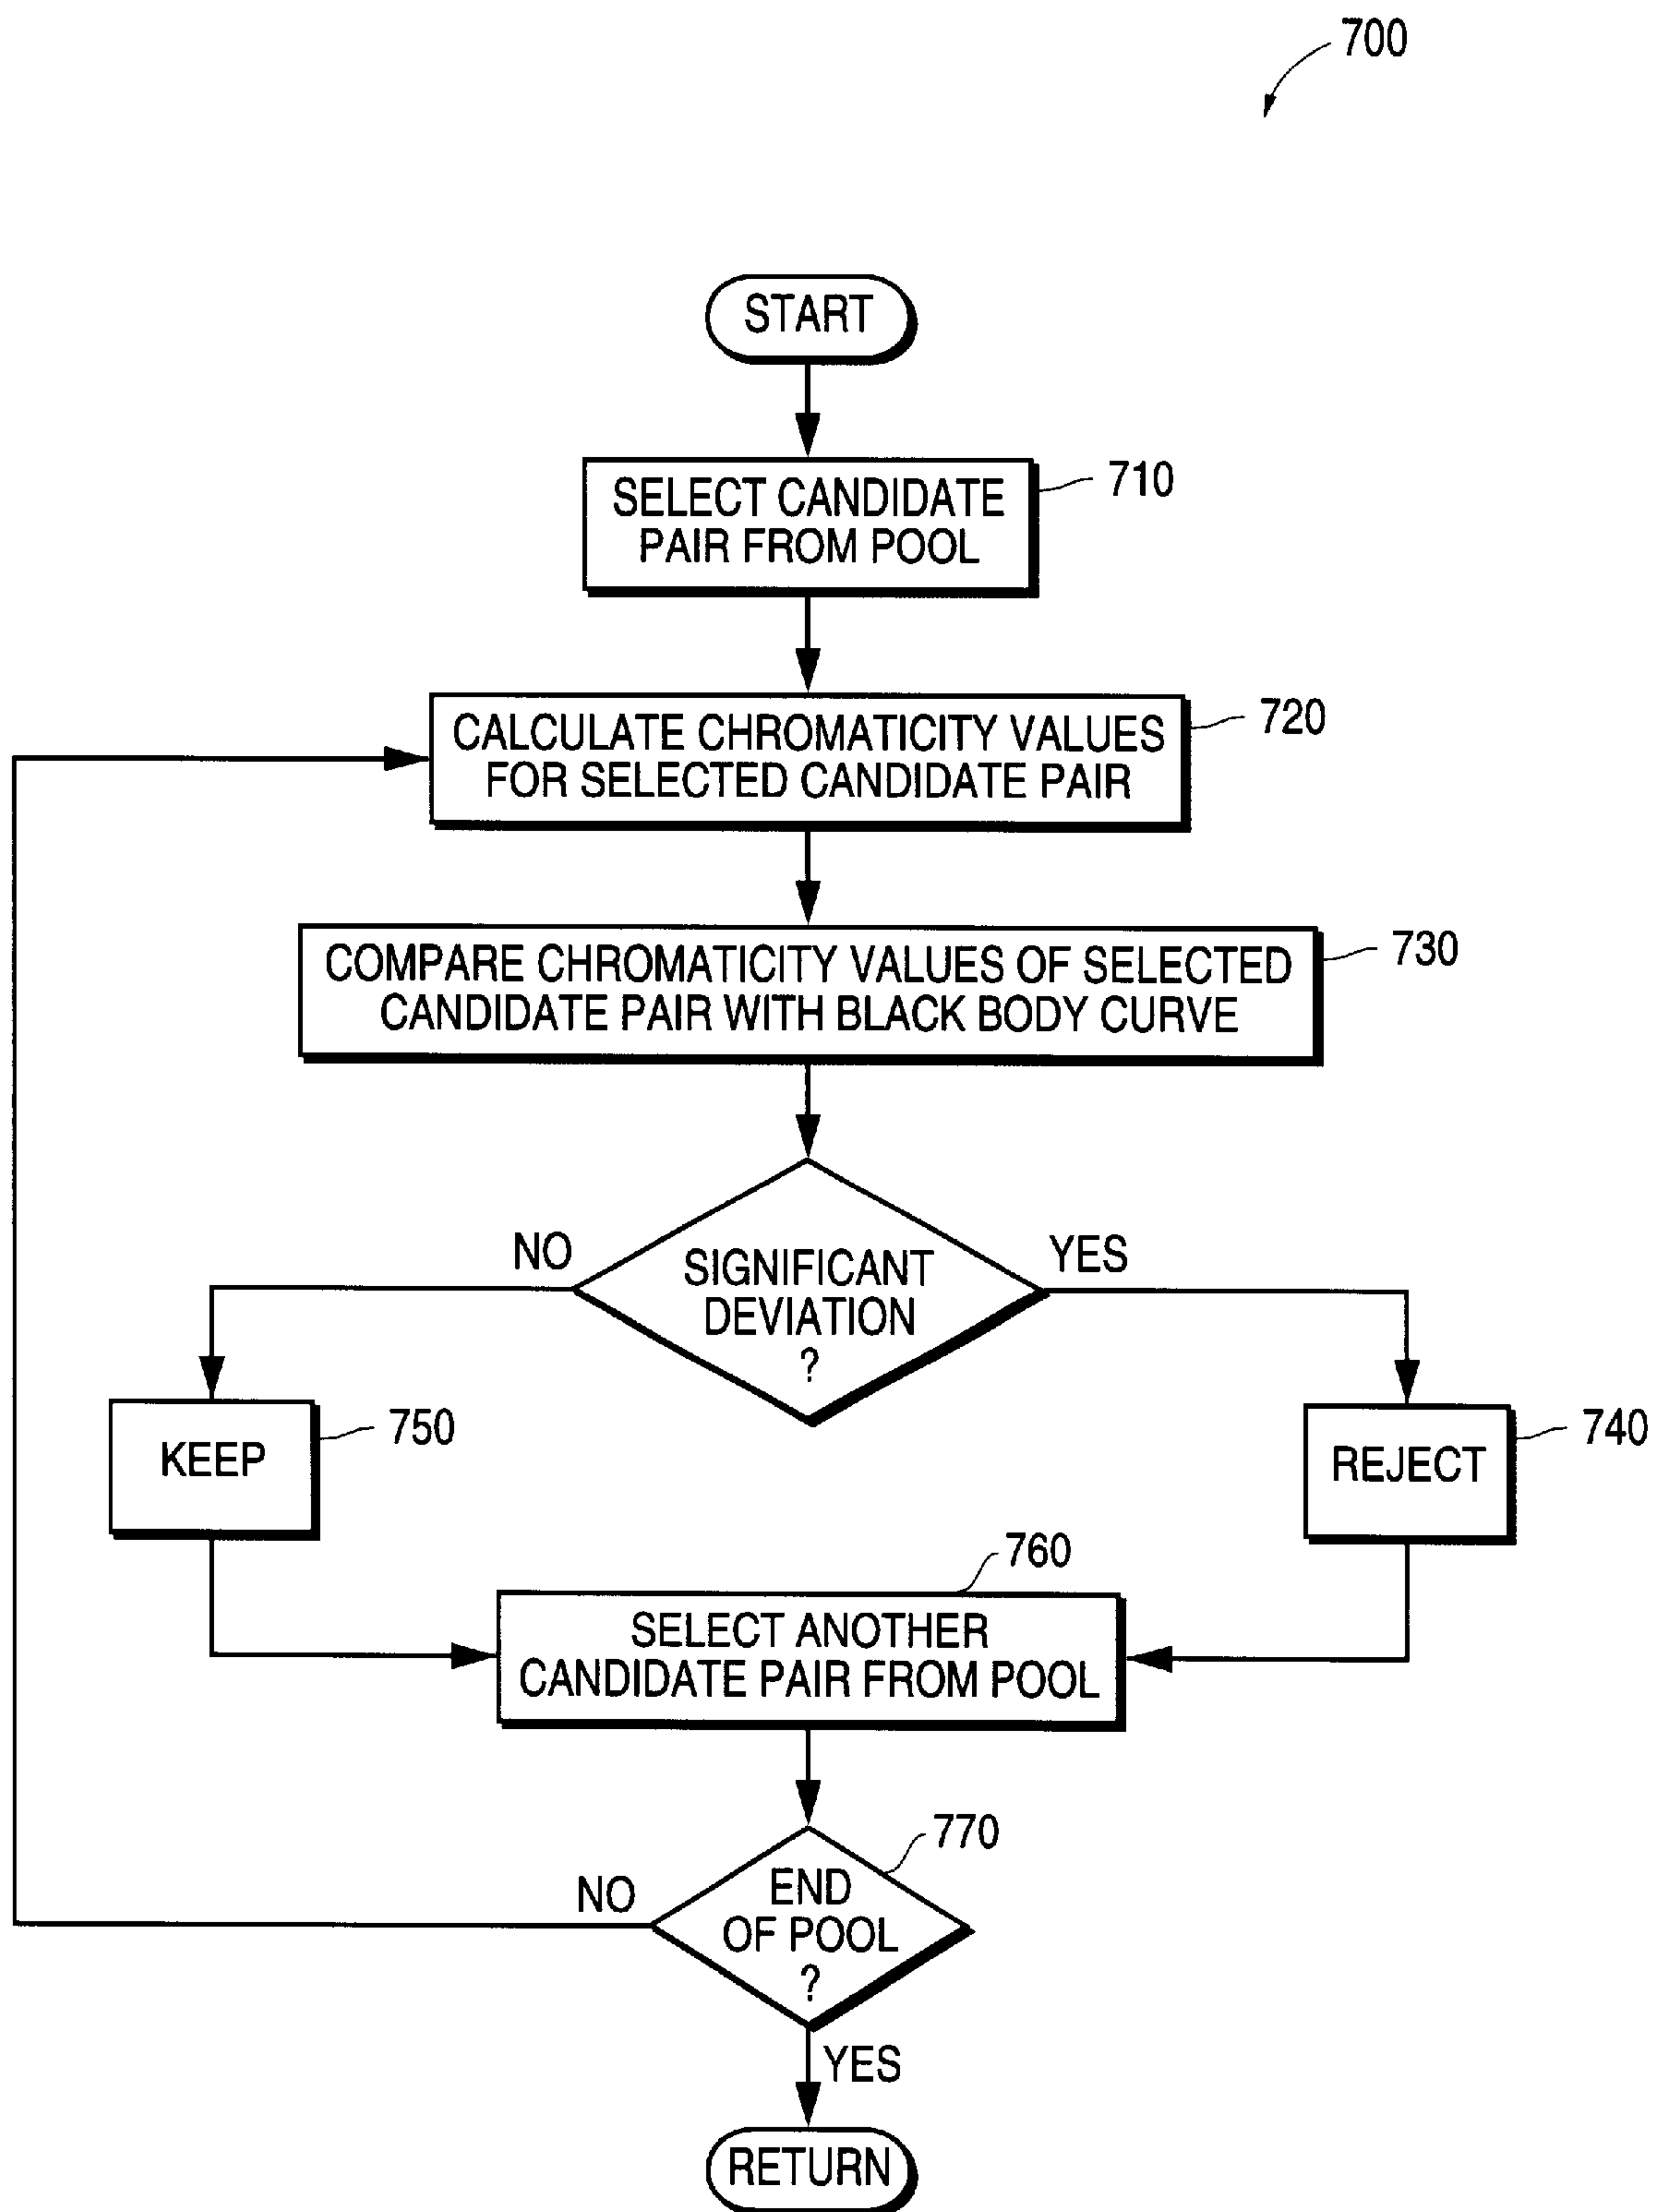 700
START
SELECT CANDIDATE
PAIR FROM POOL
710
CALCULATE CHROMATICITY VALUES
FOR SELECTED CANDIDATE PAIR
720
COMPARE CHROMATICITY VALUES OF SELECTED
CANDIDATE PAIR WITH BLACK BODY CURVE
730
NO
SIGNIFICANT
DEVIATION
?
YES
KEEP
750
REJECT
740
760
SELECT ANOTHER
CANDIDATE PAIR FROM POOL
770
NO
END
OF POOL
?
YES
RETURN